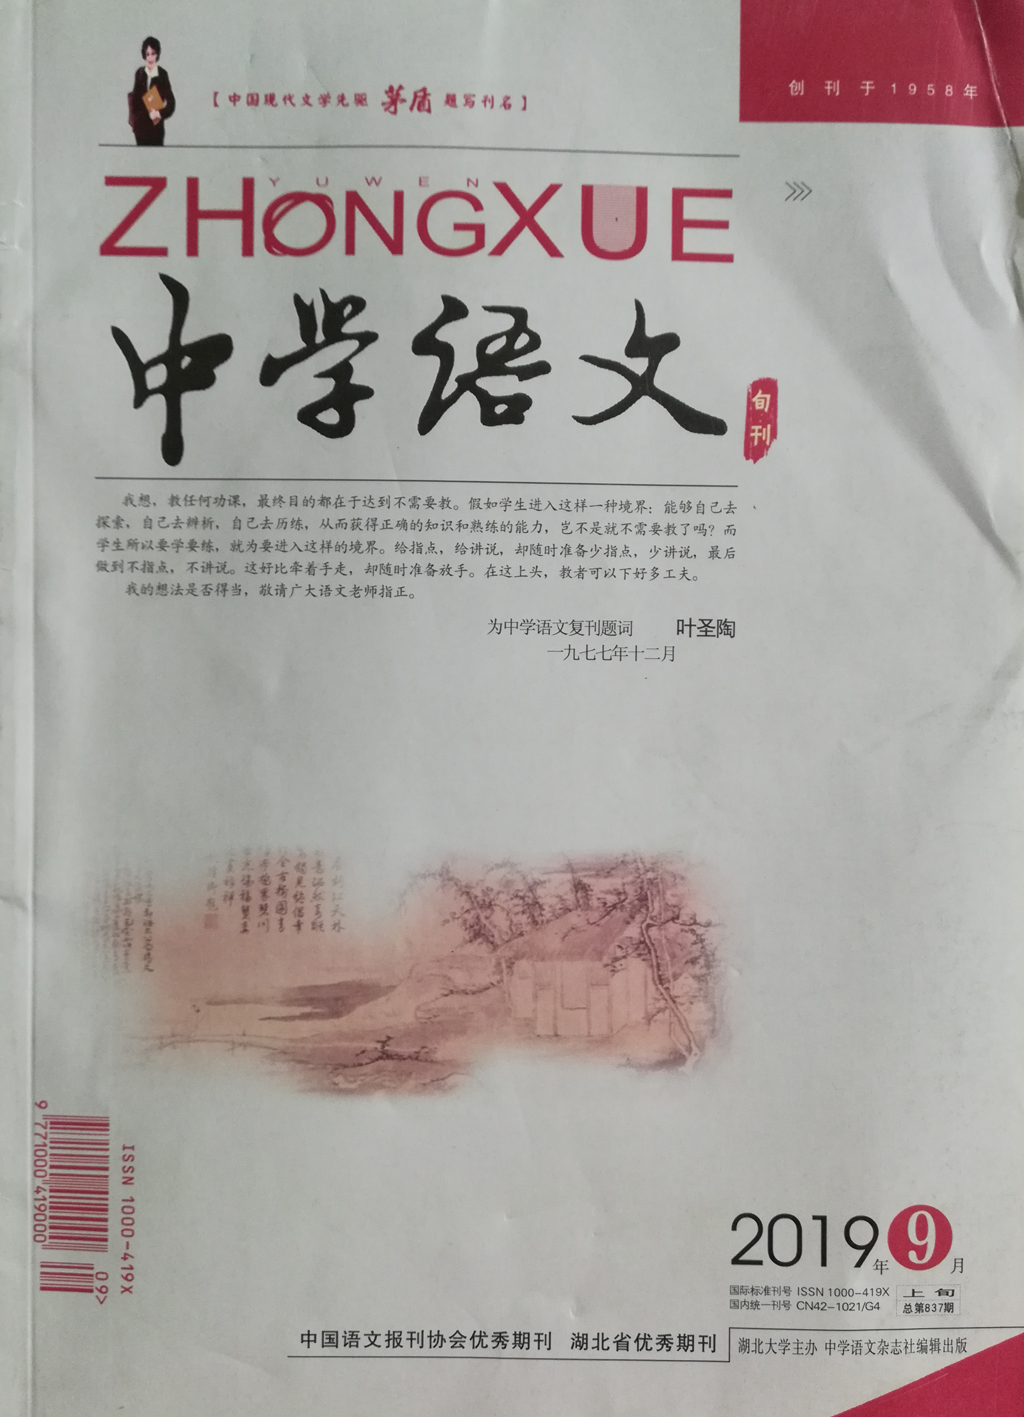 【中国现代文学先驱 茅盾 题写刊名】
创刊于1958年
YUWEN
ZHONGXUE
中学语文
旬刊
我想，教任何功课，最终目的都在于达到不需要教。假如学生进入这样一种境界：能够自己去
探索，自己去辨析，自己去历练，从而获得正确的知识和熟练的能力，岂不是就不需要教了吗？而
学生所以要学要练，就为要进入这样的境界。给指点，给讲说，却随时准备少指点，少讲说，最后
做到不指点，不讲说。这好比牵着手走，却随时准备放手。在这上头，教者可以下好多工夫。
我的想法是否得当，敬请广大语文老师指正。
为中学语文复刊题词 叶圣陶
一九七七年十二月
9 771000 419000
09>
ISSN 1000-419X
2019年9月
国际标准刊号 ISSN 1000-419X
国内统一刊号 CN42-1021/G4
上旬
总第837期
中国语文报刊协会优秀期刊 湖北省优秀期刊
湖北大学主办 中学语文杂志社编辑出版